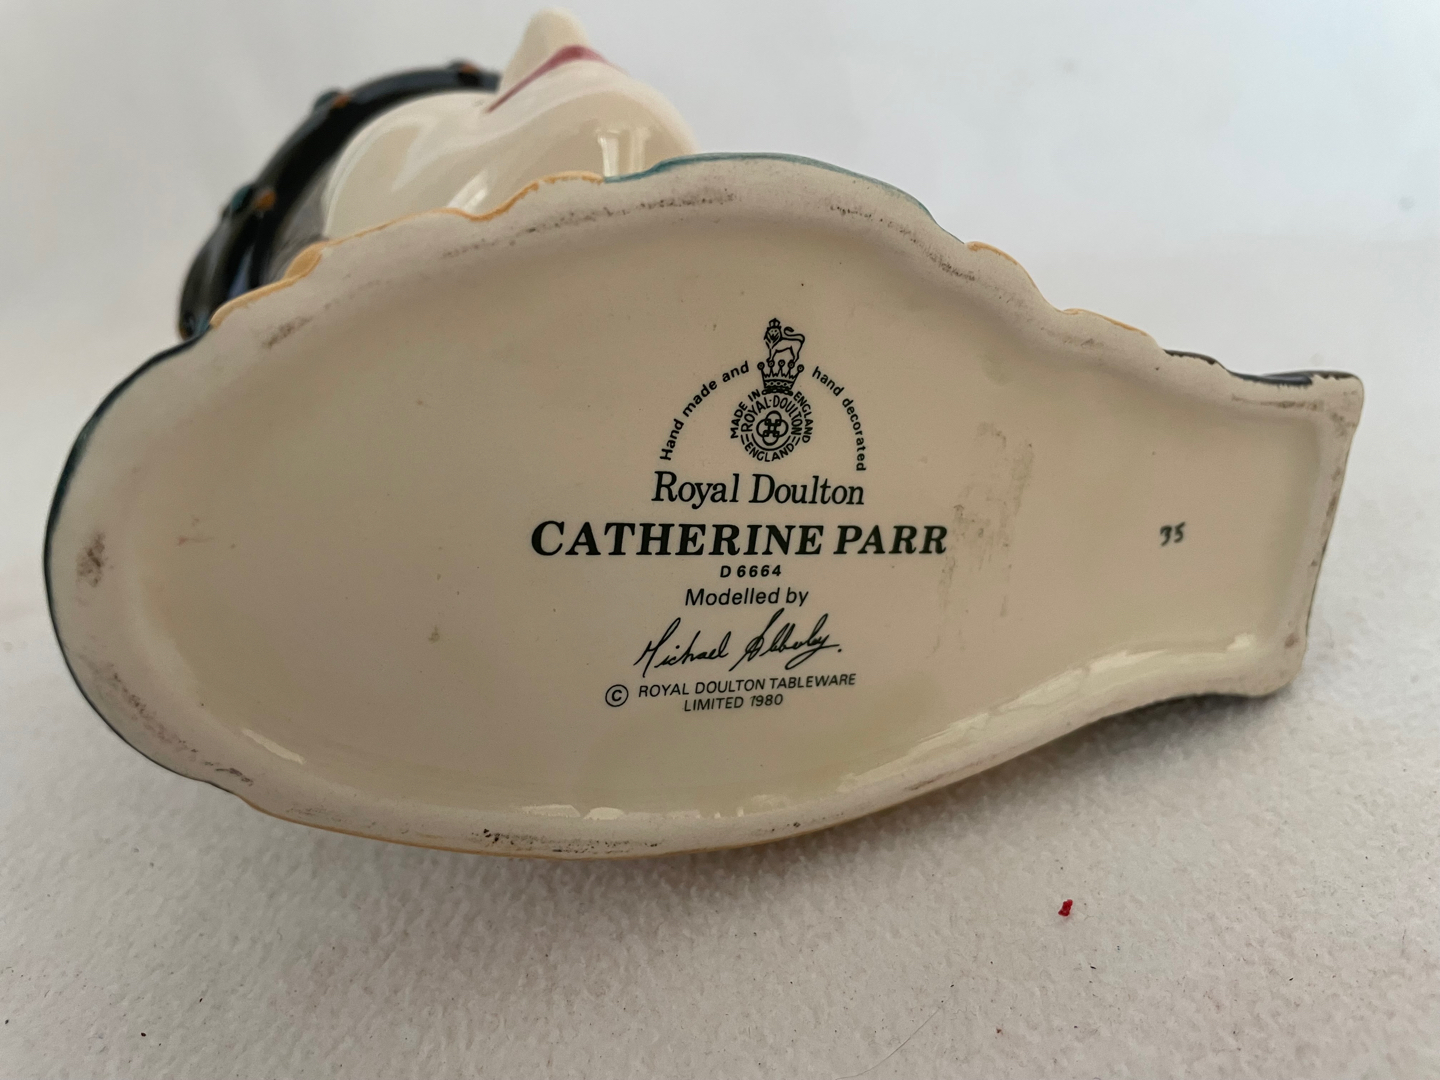 Hand made and hand decorated
MADE IN ENGLAND
ROYAL·DOULTON
ENGLAND
Royal Doulton
CATHERINE PARR
D 6664
Modelled by
Michael Abberley.
© ROYAL DOULTON TABLEWARE
LIMITED 1980
35